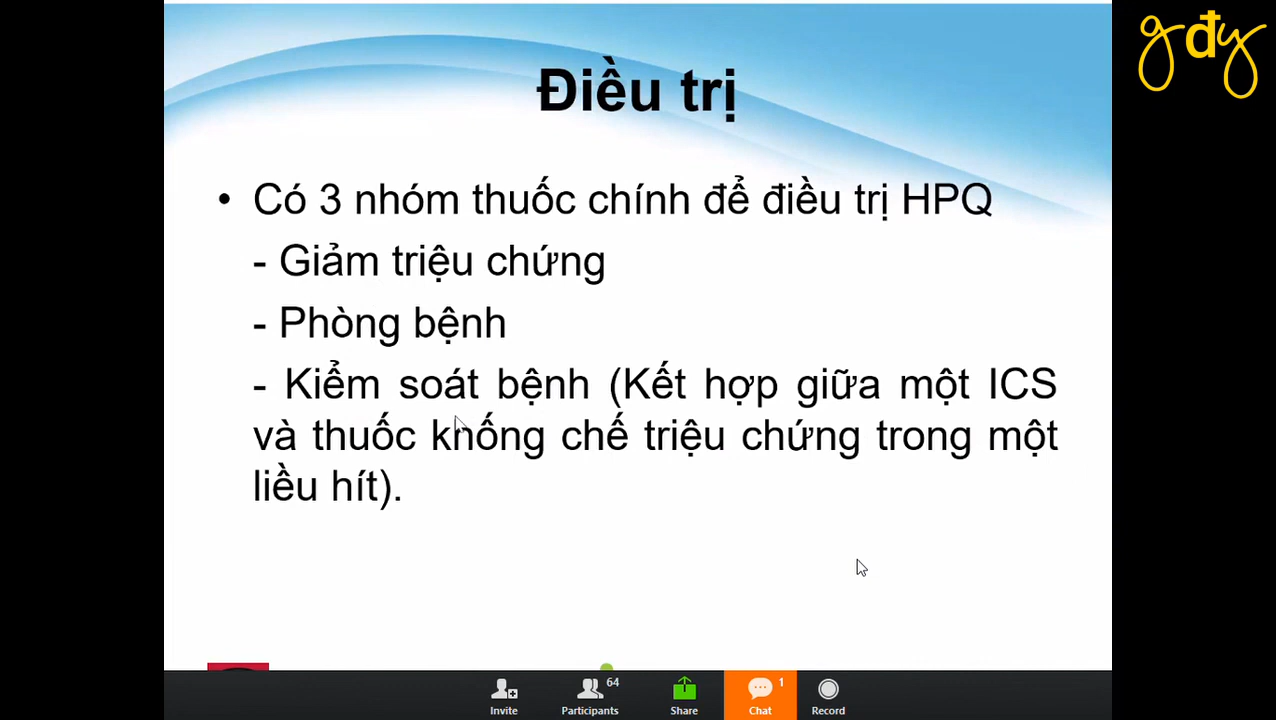 gđy
Điều trị
• Có 3 nhóm thuốc chính để điều trị HPQ
- Giảm triệu chứng
- Phòng bệnh
- Kiểm soát bệnh (Kết hợp giữa một ICS
và thuốc khống chế triệu chứng trong một
liều hít).
64
1
Invite
Participants
Share
Chat
Record